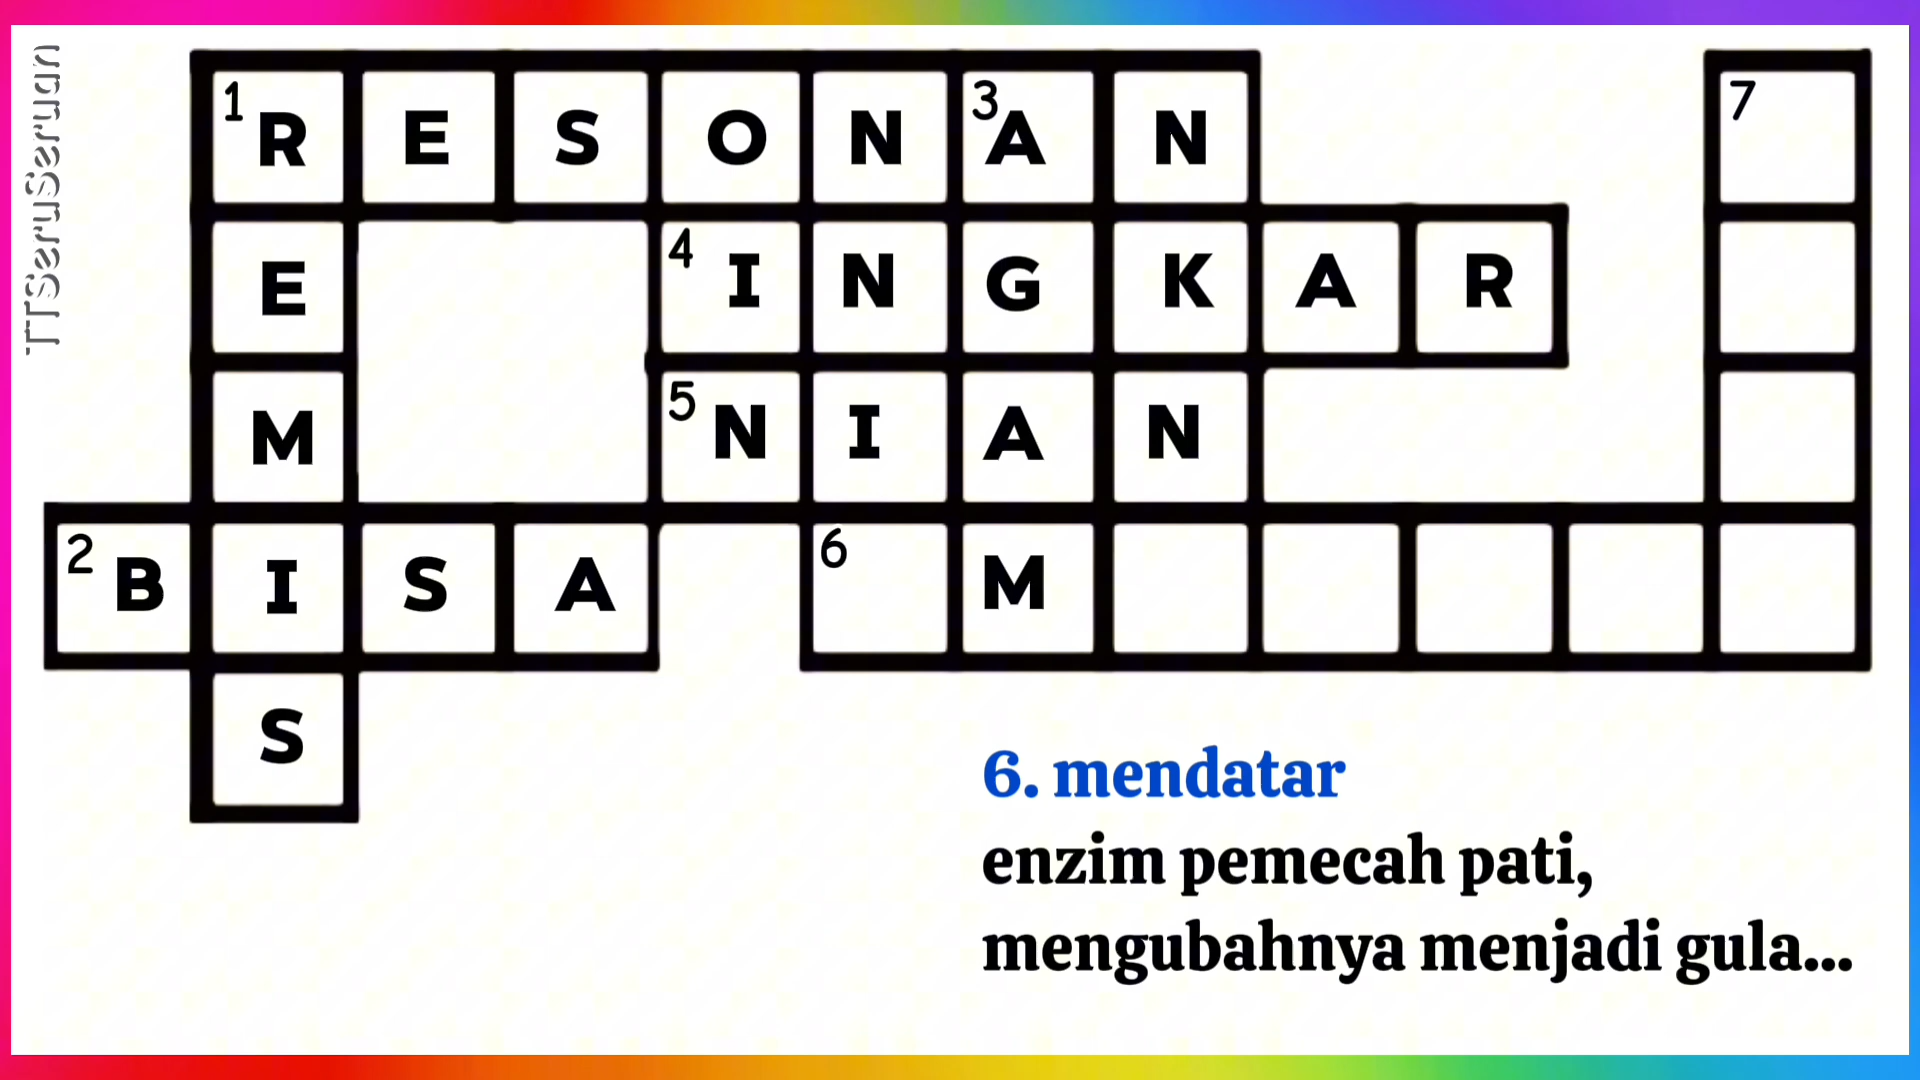 TTSeruSeruan
1 R E S O N 3 A N 7
E 4 I N G K A R
M 5 N I A N
2 B I S A 6 M
S
6. mendatar
enzim pemecah pati,
mengubahnya menjadi gula...